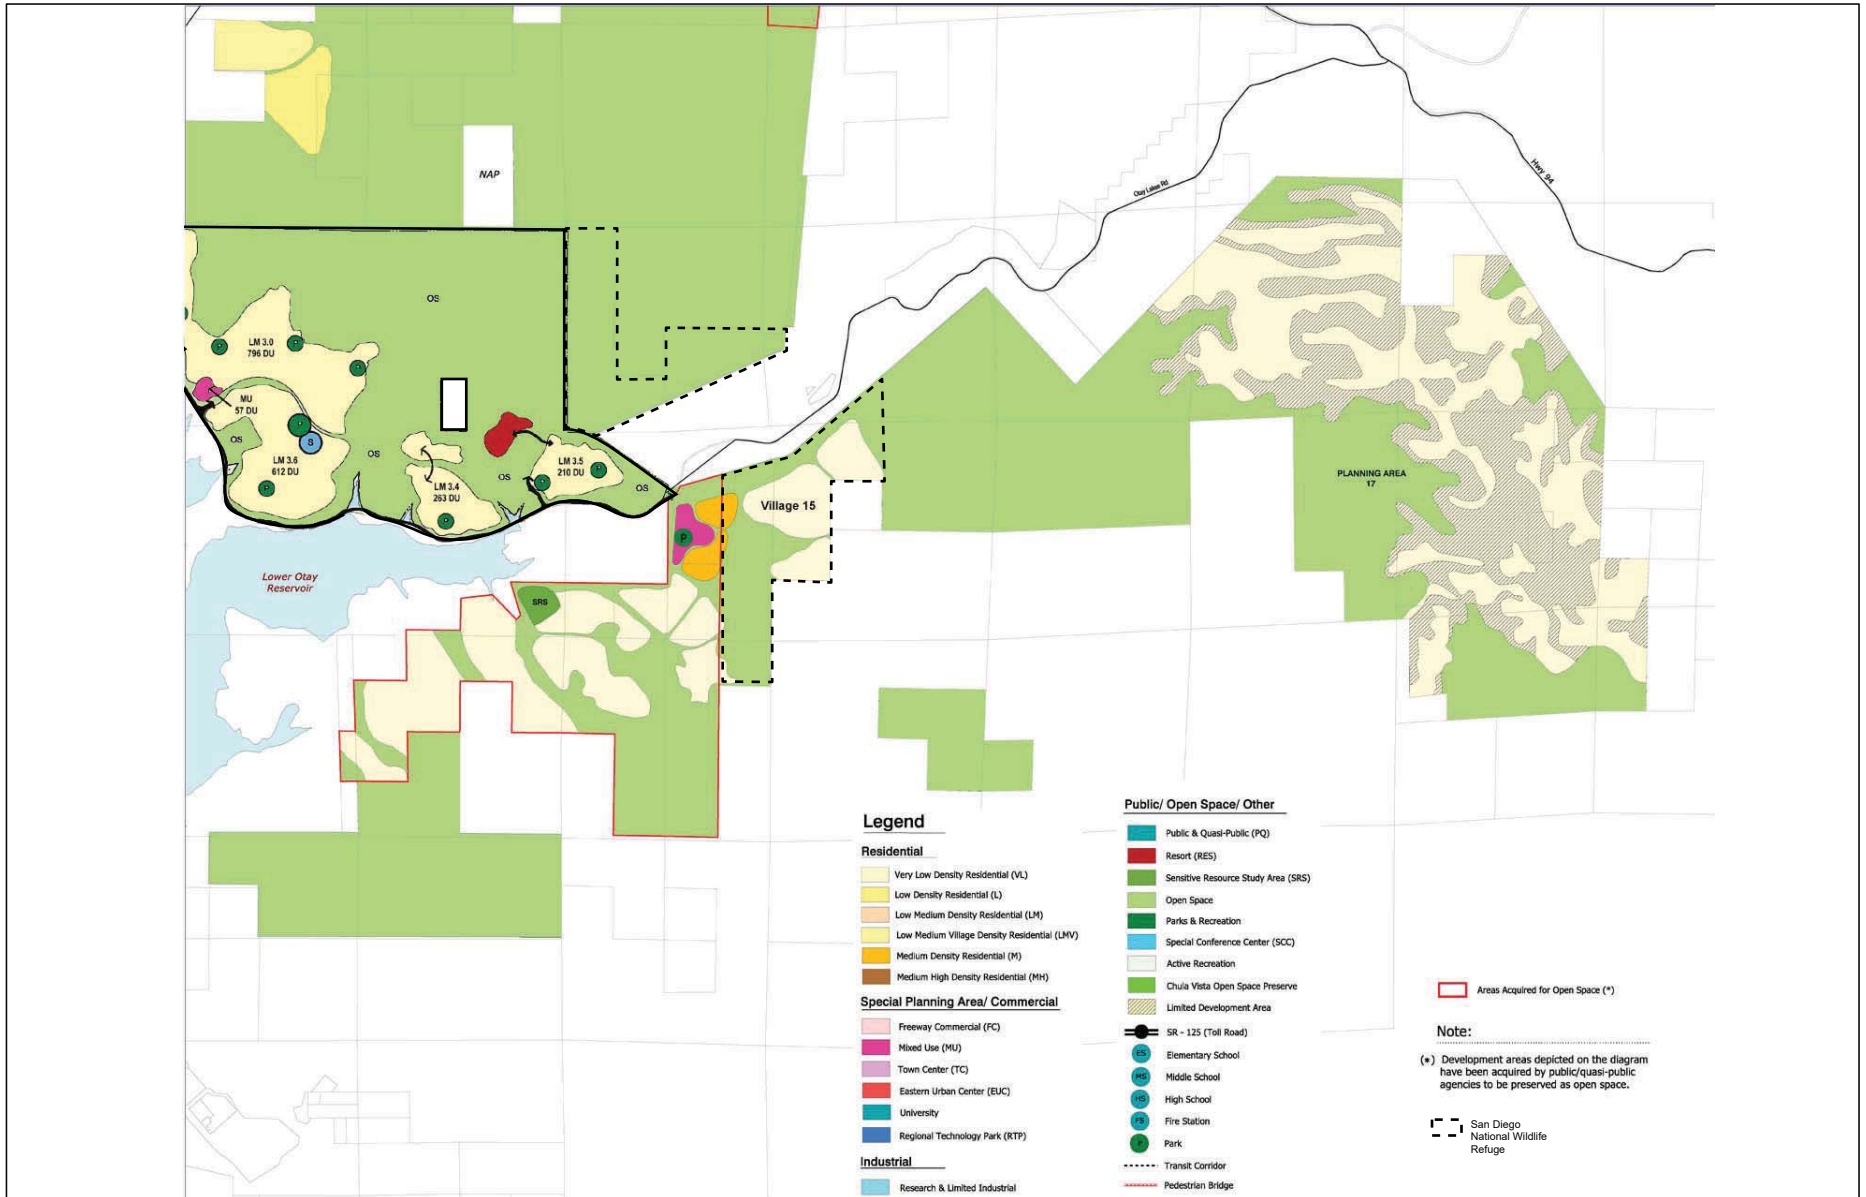 NAP
Otay Lakes Rd
Hwy 94
OS
LM 3.0
796 DU
P
P
P
MU
57 DU
P
S
OS
OS
LM 3.6
612 DU
P
LM 3.4
263 DU
P
OS
LM 3.5
210 DU
P
P
OS
PLANNING AREA
17
Village 15
P
Lower Otay
Reservoir
SRS
Legend
Residential
Very Low Density Residential (VL)
Low Density Residential (L)
Low Medium Density Residential (LM)
Low Medium Village Density Residential (LMV)
Medium Density Residential (M)
Medium High Density Residential (MH)
Special Planning Area/ Commercial
Freeway Commercial (FC)
Mixed Use (MU)
Town Center (TC)
Eastern Urban Center (EUC)
University
Regional Technology Park (RTP)
Industrial
Research & Limited Industrial
Public/ Open Space/ Other
Public & Quasi-Public (PQ)
Resort (RES)
Sensitive Resource Study Area (SRS)
Open Space
Parks & Recreation
Special Conference Center (SCC)
Active Recreation
Chula Vista Open Space Preserve
Limited Development Area
SR - 125 (Toll Road)
ES Elementary School
MS Middle School
HS High School
FS Fire Station
P Park
Transit Corridor
Pedestrian Bridge
Areas Acquired for Open Space (*)
Note:
(*) Development areas depicted on the diagram
have been acquired by public/quasi-public
agencies to be preserved as open space.
San Diego
National Wildlife
Refuge